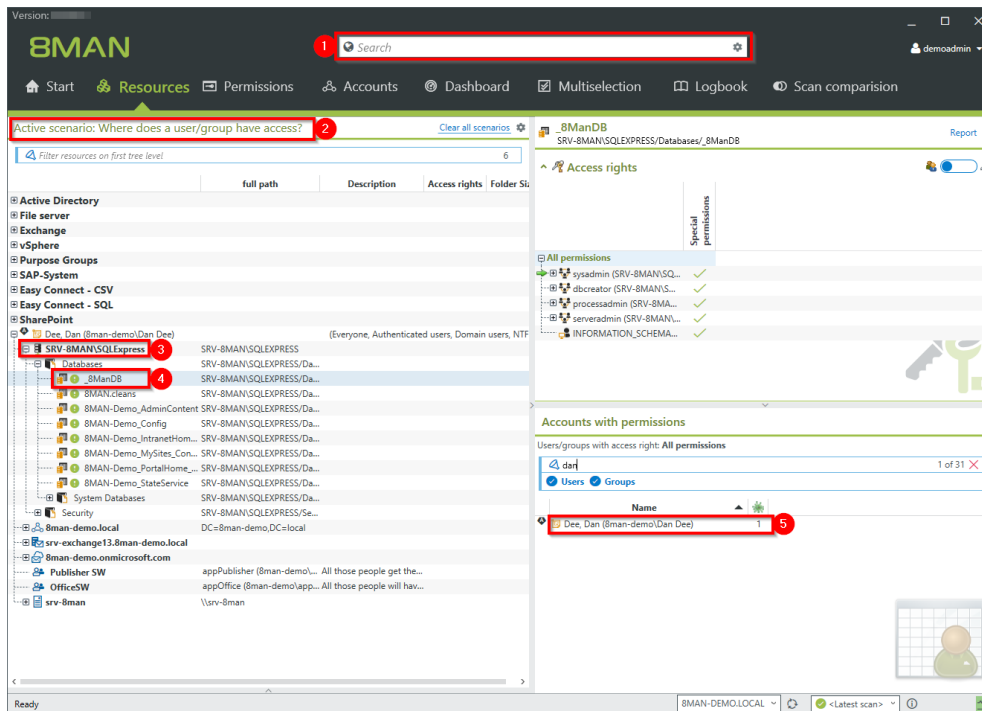 Version:
8MAN
1 Search
demoadmin
Start Resources Permissions Accounts Dashboard Multiselection Logbook Scan comparision
Active scenario: Where does a user/group have access? 2 Clear all scenarios
Filter resources on first tree level 6
full path Description Access rights Folder Siz
Active Directory
File server
Exchange
vSphere
Purpose Groups
SAP-System
Easy Connect - CSV
Easy Connect - SQL
SharePoint
Dee, Dan (8man-demo\Dan Dee) (Everyone, Authenticated users, Domain users, NTF
SRV-8MAN\SQLExpress 3 SRV-8MAN\SQLEXPRESS
Databases SRV-8MAN\SQLEXPRESS/Da...
_8ManDB 4 SRV-8MAN\SQLEXPRESS/Da...
8MAN.cleans SRV-8MAN\SQLEXPRESS/Da...
8MAN-Demo_AdminContent SRV-8MAN\SQLEXPRESS/Da...
8MAN-Demo_Config SRV-8MAN\SQLEXPRESS/Da...
8MAN-Demo_IntranetHom... SRV-8MAN\SQLEXPRESS/Da...
8MAN-Demo_MySites_Con... SRV-8MAN\SQLEXPRESS/Da...
8MAN-Demo_PortalHome_... SRV-8MAN\SQLEXPRESS/Da...
8MAN-Demo_StateService SRV-8MAN\SQLEXPRESS/Da...
System Databases SRV-8MAN\SQLEXPRESS/Da...
Security SRV-8MAN\SQLEXPRESS/Se...
8man-demo.local DC=8man-demo,DC=local
srv-exchange13.8man-demo.local
8man-demo.onmicrosoft.com
Publisher SW appPublisher (8man-demo\... All those people get the...
OfficeSW appOffice (8man-demo\app... All those people will hav...
srv-8man \\srv-8man
_8ManDB
SRV-8MAN\SQLEXPRESS/Databases/_8ManDB
Report
Access rights
Special
permissions
All permissions
sysadmin (SRV-8MAN\SQ...
dbcreator (SRV-8MAN\S...
processadmin (SRV-8MA...
serveradmin (SRV-8MAN\...
INFORMATION_SCHEMA...
Accounts with permissions
Users/groups with access right: All permissions
dan 1 of 31
Users Groups
Name
Dee, Dan (8man-demo\Dan Dee) 1 5
Ready 8MAN-DEMO.LOCAL <Latest scan>